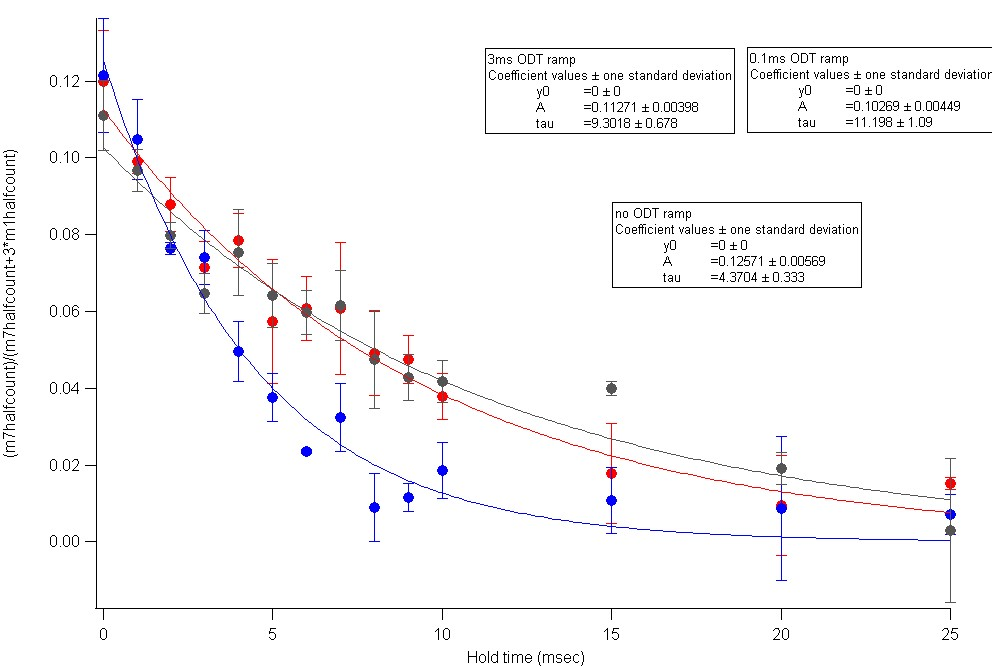 3ms ODT ramp
Coefficient values ± one standard deviation
y0 =0 ± 0
A =0.11271 ± 0.00398
tau =9.3018 ± 0.678
0.1ms ODT ramp
Coefficient values ± one standard deviation
y0 =0 ± 0
A =0.10269 ± 0.00449
tau =11.198 ± 1.09
no ODT ramp
Coefficient values ± one standard deviation
y0 =0 ± 0
A =0.12571 ± 0.00569
tau =4.3704 ± 0.333
(m7halfcount)/(m7halfcount+3*m1halfcount)
0.12
0.10
0.08
0.06
0.04
0.02
0.00
0 5 10 15 20 25
Hold time (msec)